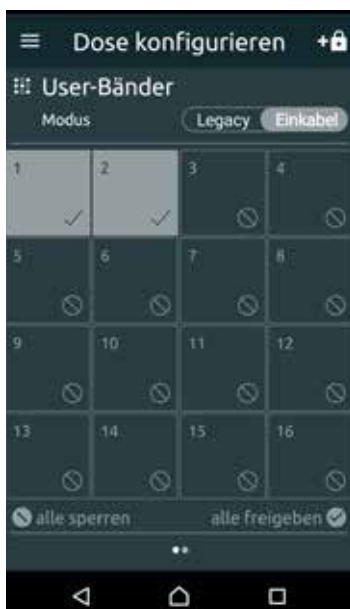 Dose konfigurieren
User-Bänder
Modus Legacy Einkabel
1 2 3 4
5 6 7 8
9 10 11 12
13 14 15 16
alle sperren alle freigeben